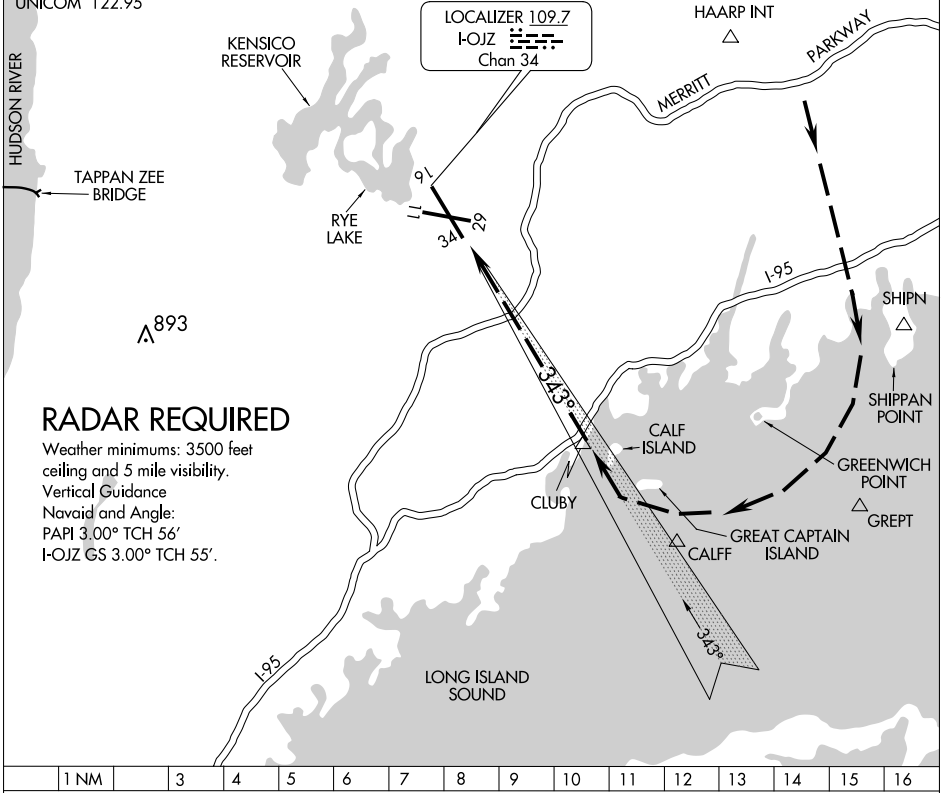 UNICOM 122.95
LOCALIZER 109.7
I-OJZ
Chan 34
HAARP INT
KENSICO
RESERVOIR
PARKWAY
MERRITT
HUDSON RIVER
TAPPAN ZEE
BRIDGE
RYE
LAKE
16
11
29
34
I-95
SHIPN
893
SHIPPAN
POINT
343°
RADAR REQUIRED
Weather minimums: 3500 feet
ceiling and 5 mile visibility.
Vertical Guidance
Navaid and Angle:
PAPI 3.00° TCH 56′
I-OJZ GS 3.00° TCH 55′.
CALF
ISLAND
GREENWICH
POINT
CLUBY
GREPT
GREAT CAPTAIN
ISLAND
CALFF
343°
I-95
LONG ISLAND
SOUND
1 NM 3 4 5 6 7 8 9 10 11 12 13 14 15 16